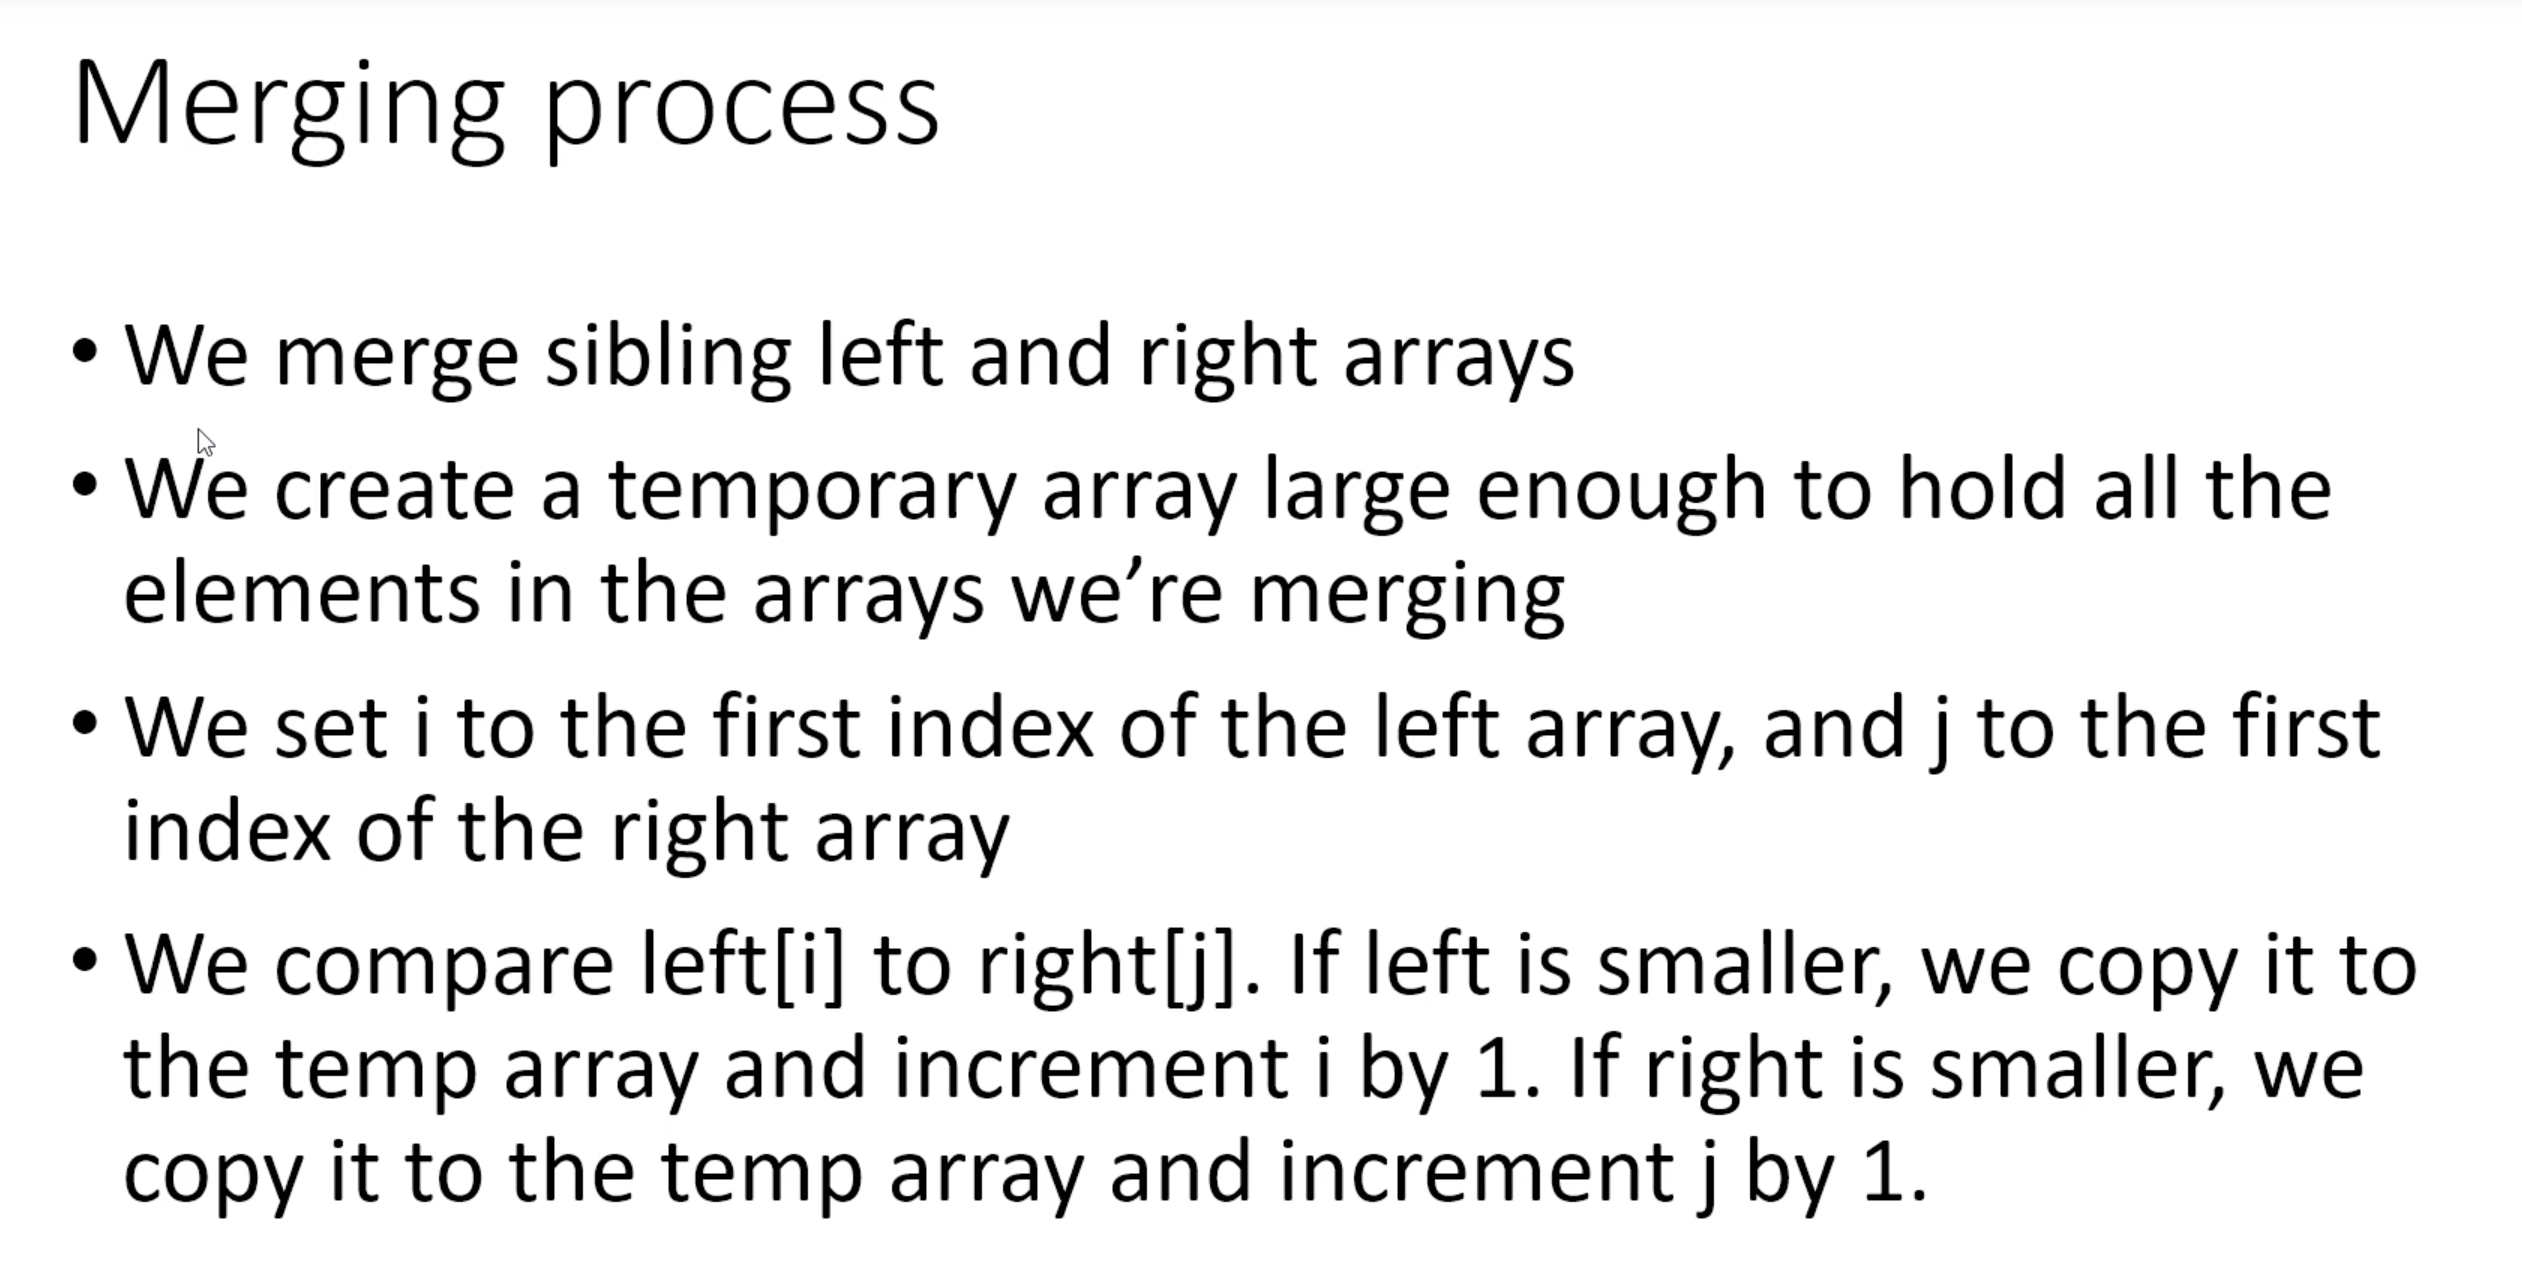 Merging process
• We merge sibling left and right arrays
• We create a temporary array large enough to hold all the
elements in the arrays we’re merging
• We set i to the first index of the left array, and j to the first
index of the right array
• We compare left[i] to right[j]. If left is smaller, we copy it to
the temp array and increment i by 1. If right is smaller, we
copy it to the temp array and increment j by 1.